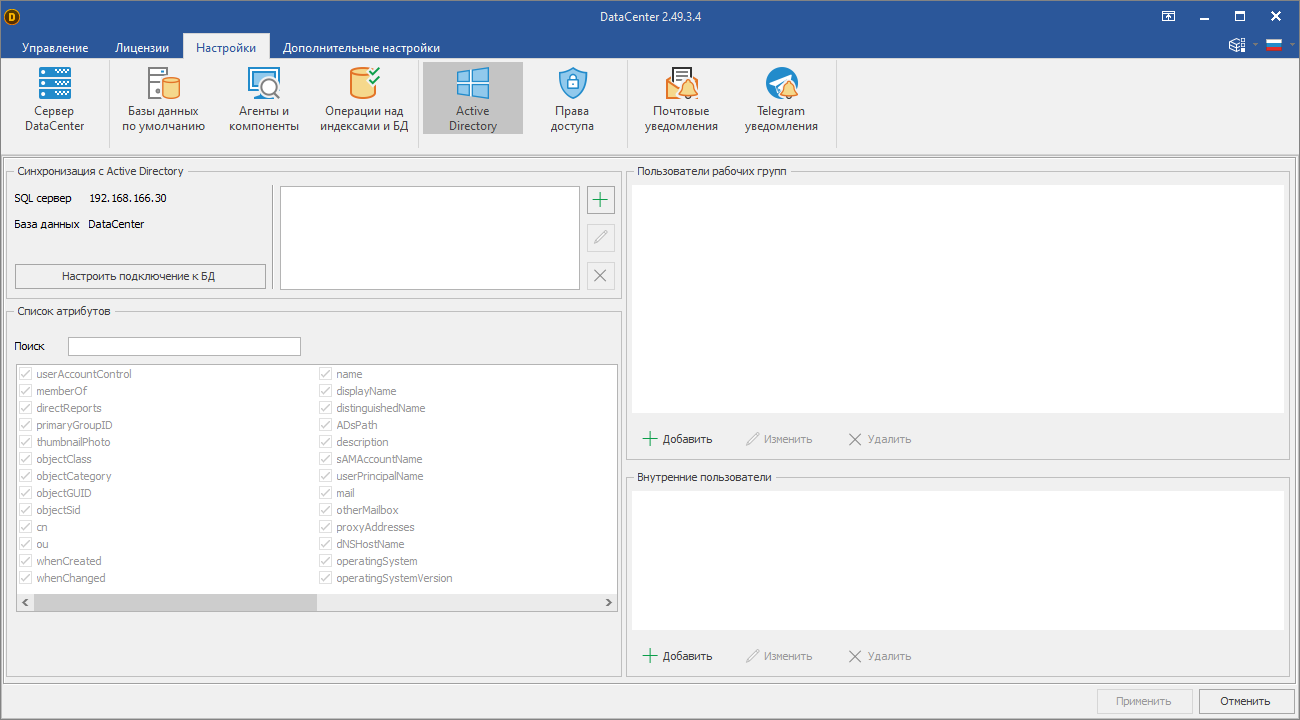 D
DataCenter 2.49.3.4
Управление
Лицензии
Настройки
Дополнительные настройки
Сервер
DataCenter
Базы данных
по умолчанию
Агенты и
компоненты
Операции над
индексами и БД
Active
Directory
Права
доступа
Почтовые
уведомления
Telegram
уведомления
Синхронизация с Active Directory
SQL сервер 192.168.166.30
База данных DataCenter
Настроить подключение к БД
Список атрибутов
Поиск
userAccountControl
memberOf
directReports
primaryGroupID
thumbnailPhoto
objectClass
objectCategory
objectGUID
objectSid
cn
ou
whenCreated
whenChanged
name
displayName
distinguishedName
ADsPath
description
sAMAccountName
userPrincipalName
mail
otherMailbox
proxyAddresses
dNSHostName
operatingSystem
operatingSystemVersion
Пользователи рабочих групп
Добавить Изменить Удалить
Внутренние пользователи
Добавить Изменить Удалить
Применить Отменить